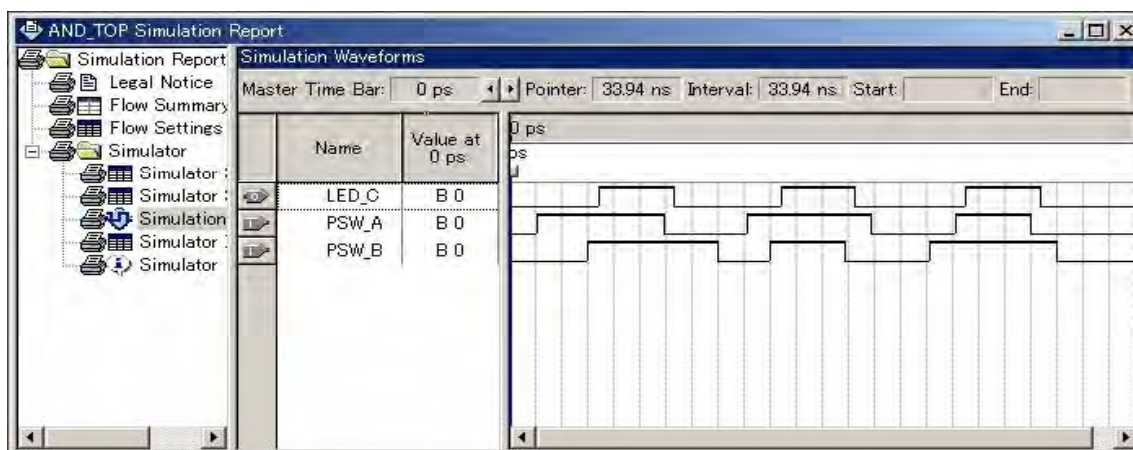 AND_TOP Simulation Report
Simulation Report
Legal Notice
Flow Summary
Flow Settings
Simulator
Simulator
Simulator
Simulation
Simulator
Simulator
Simulation Waveforms
Master Time Bar: 0 ps Pointer: 33.94 ns Interval: 33.94 ns Start: End:
Name Value at 0 ps
0 ps
ps
LED_C B 0
PSW_A B 0
PSW_B B 0